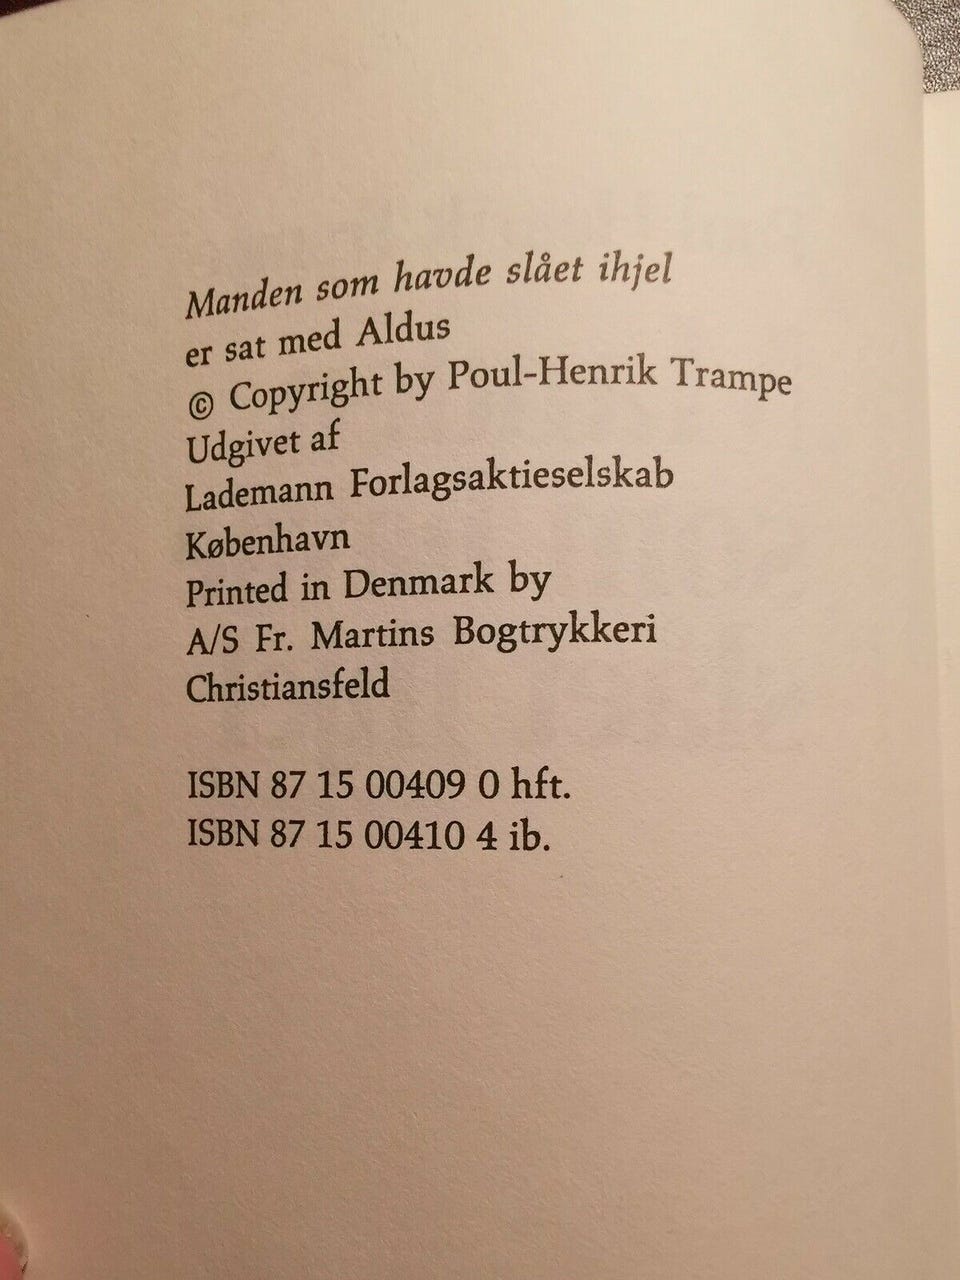 Manden som havde slået ihjel
er sat med Aldus
© Copyright by Poul-Henrik Trampe
Udgivet af
Lademann Forlagsaktieselskab
København
Printed in Denmark by
A/S Fr. Martins Bogtrykkeri
Christiansfeld
ISBN 87 15 00409 0 hft.
ISBN 87 15 00410 4 ib.